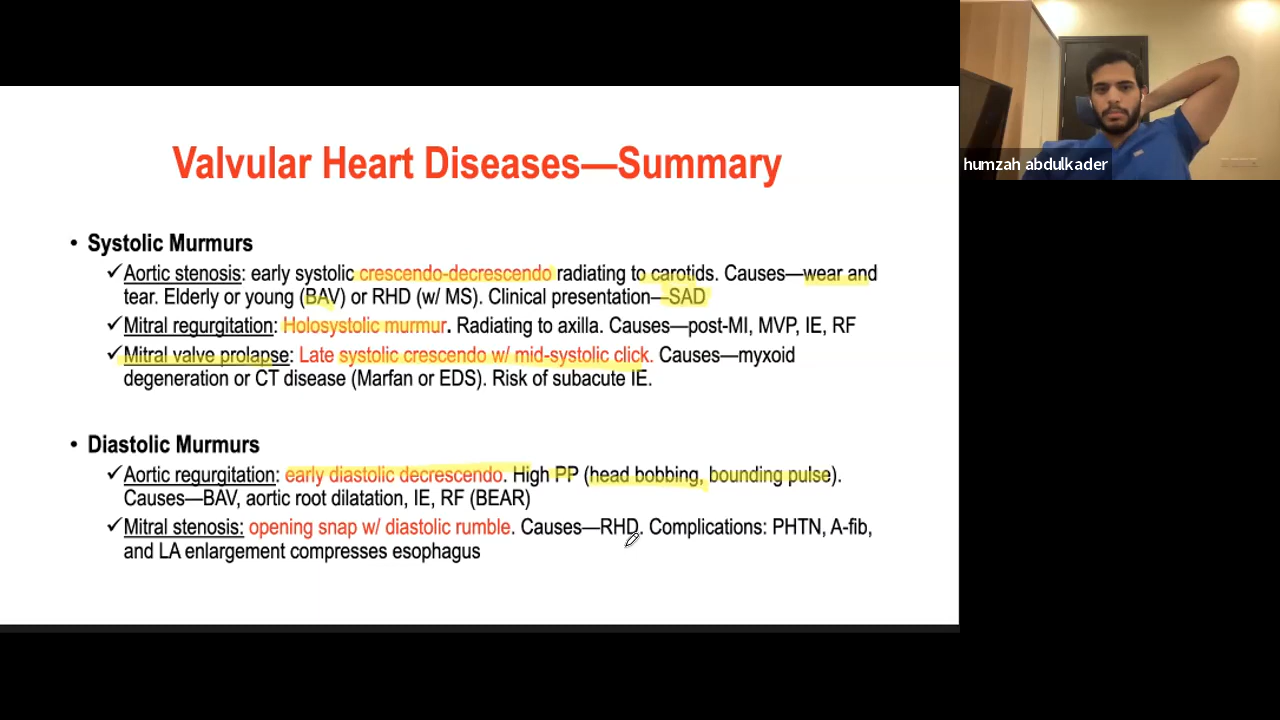 humzah abdulkader
Valvular Heart Diseases—Summary
• Systolic Murmurs
✓Aortic stenosis: early systolic crescendo-decrescendo radiating to carotids. Causes—wear and
tear. Elderly or young (BAV) or RHD (w/ MS). Clinical presentation—SAD
✓Mitral regurgitation: Holosystolic murmur. Radiating to axilla. Causes—post-MI, MVP, IE, RF
✓Mitral valve prolapse: Late systolic crescendo w/ mid-systolic click. Causes—myxoid
degeneration or CT disease (Marfan or EDS). Risk of subacute IE.
• Diastolic Murmurs
✓Aortic regurgitation: early diastolic decrescendo. High PP (head bobbing, bounding pulse).
Causes—BAV, aortic root dilatation, IE, RF (BEAR)
✓Mitral stenosis: opening snap w/ diastolic rumble. Causes—RHD. Complications: PHTN, A-fib,
and LA enlargement compresses esophagus